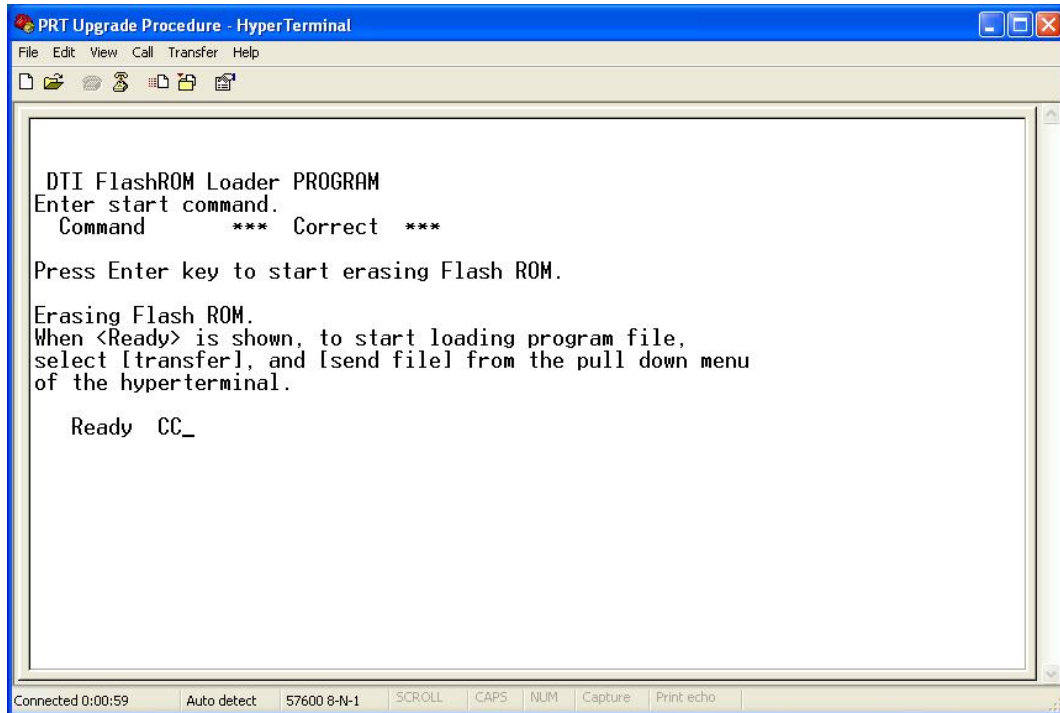 PRT Upgrade Procedure - HyperTerminal
File Edit View Call Transfer Help
DTI FlashROM Loader PROGRAM
Enter start command.
Command *** Correct ***
Press Enter key to start erasing Flash ROM.
Erasing Flash ROM.
When <Ready> is shown, to start loading program file,
select [transfer], and [send file] from the pull down menu
of the hyperterminal.
Ready CC_
Connected 0:00:59 Auto detect 57600 8-N-1 SCROLL CAPS NUM Capture Print echo